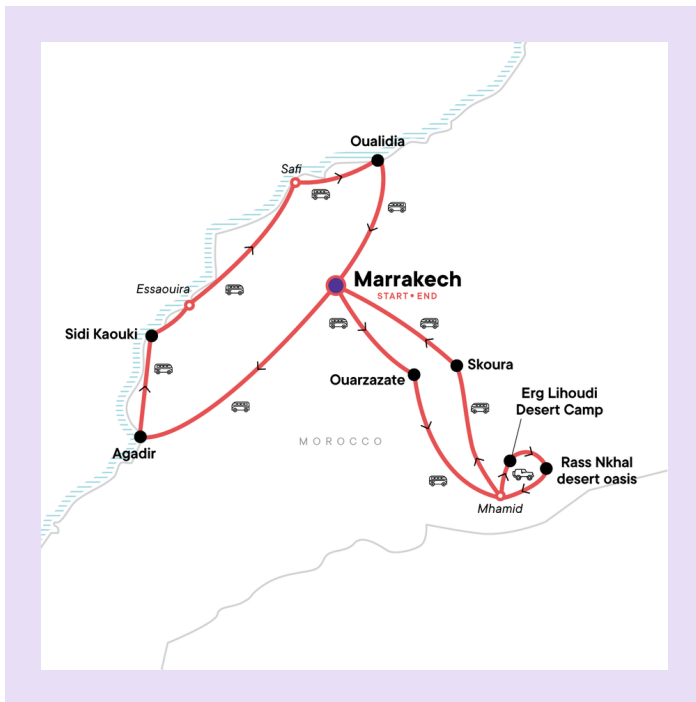 Oualidia
Safi
Marrakech
START • END
Essaouira
Sidi Kaouki
Skoura
Ouarzazate
Erg Lihoudi
Desert Camp
MOROCCO
Agadir
Rass Nkhal
desert oasis
Mhamid